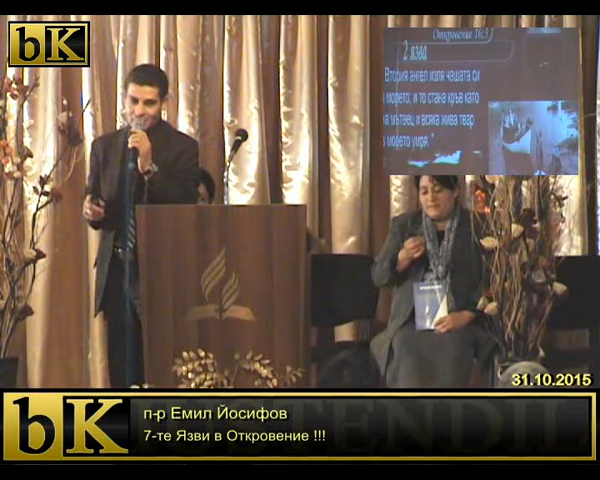 bK
Откровение 16:3
2 язва
Втория ангел изля чашата си
в морето; и то стана кръв като
на мъртвец и всяка жива твар
в морето умря."
31.10.2015
bK
п-р Емил Йосифов
7-те Язви в Откровение !!!